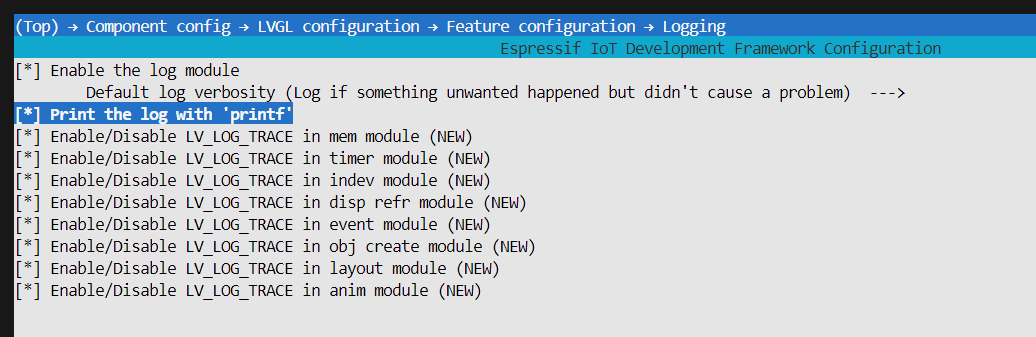 (Top) → Component config → LVGL configuration → Feature configuration → Logging
Espressif IoT Development Framework Configuration
[*] Enable the log module
Default log verbosity (Log if something unwanted happened but didn't cause a problem)  --->
[*] Print the log with 'printf'
[*] Enable/Disable LV_LOG_TRACE in mem module (NEW)
[*] Enable/Disable LV_LOG_TRACE in timer module (NEW)
[*] Enable/Disable LV_LOG_TRACE in indev module (NEW)
[*] Enable/Disable LV_LOG_TRACE in disp refr module (NEW)
[*] Enable/Disable LV_LOG_TRACE in event module (NEW)
[*] Enable/Disable LV_LOG_TRACE in obj create module (NEW)
[*] Enable/Disable LV_LOG_TRACE in layout module (NEW)
[*] Enable/Disable LV_LOG_TRACE in anim module (NEW)